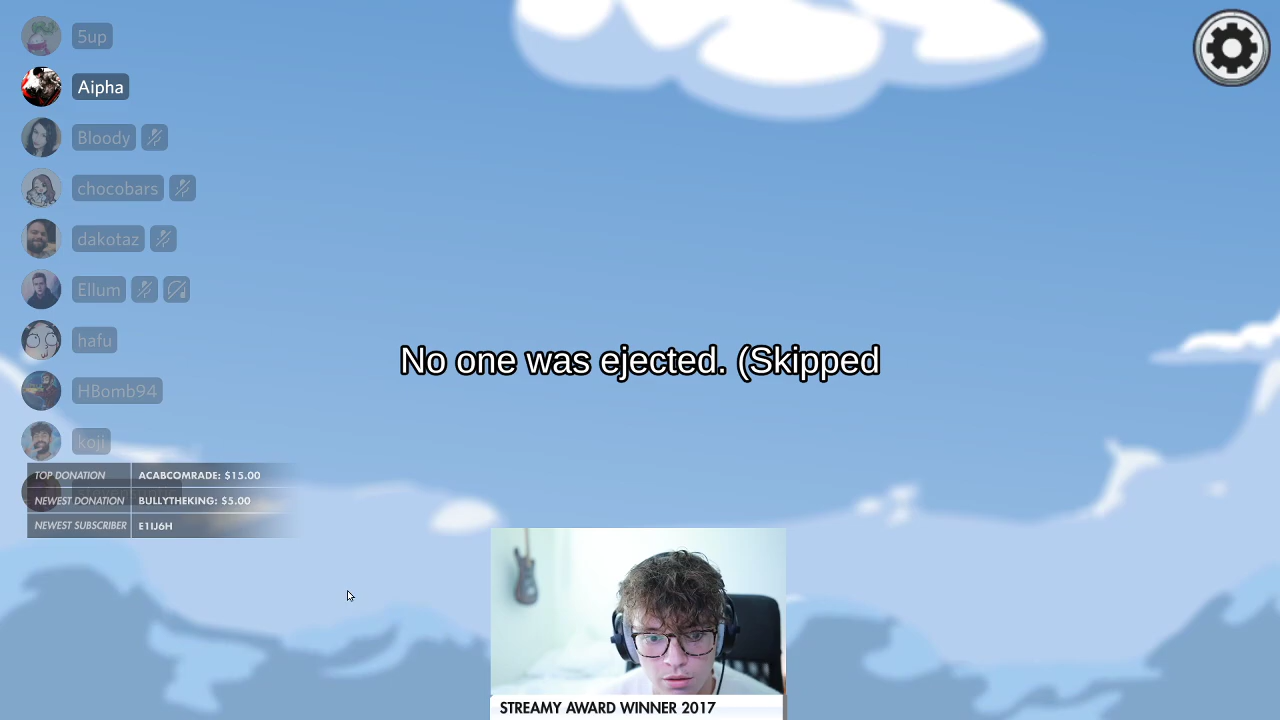 5up
Aipha
Bloody
chocobars
dakotaz
Ellum
hafu
HBomb94
koji
No one was ejected. (Skipped
TOP DONATION ACABCOMRADE: $15.00
NEWEST DONATION BULLYTHEKING: $5.00
NEWEST SUBSCRIBER E1IJ6H
STREAMY AWARD WINNER 2017